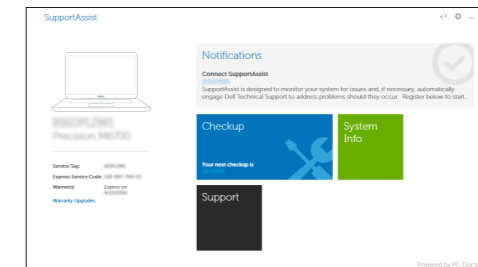 SupportAssist
Notifications
Connect SupportAssist
SupportAssist is designed to monitor your system for issues and, if necessary, automatically
engage Dell Technical Support to address problems should they occur. Register below to start..
Precision M6700
Checkup
System
Info
Your next checkup is
Service Tag:
Express Service Code:
Warranty: Expires on
Warranty Upgrades
Support
Powered by PC-Doctor